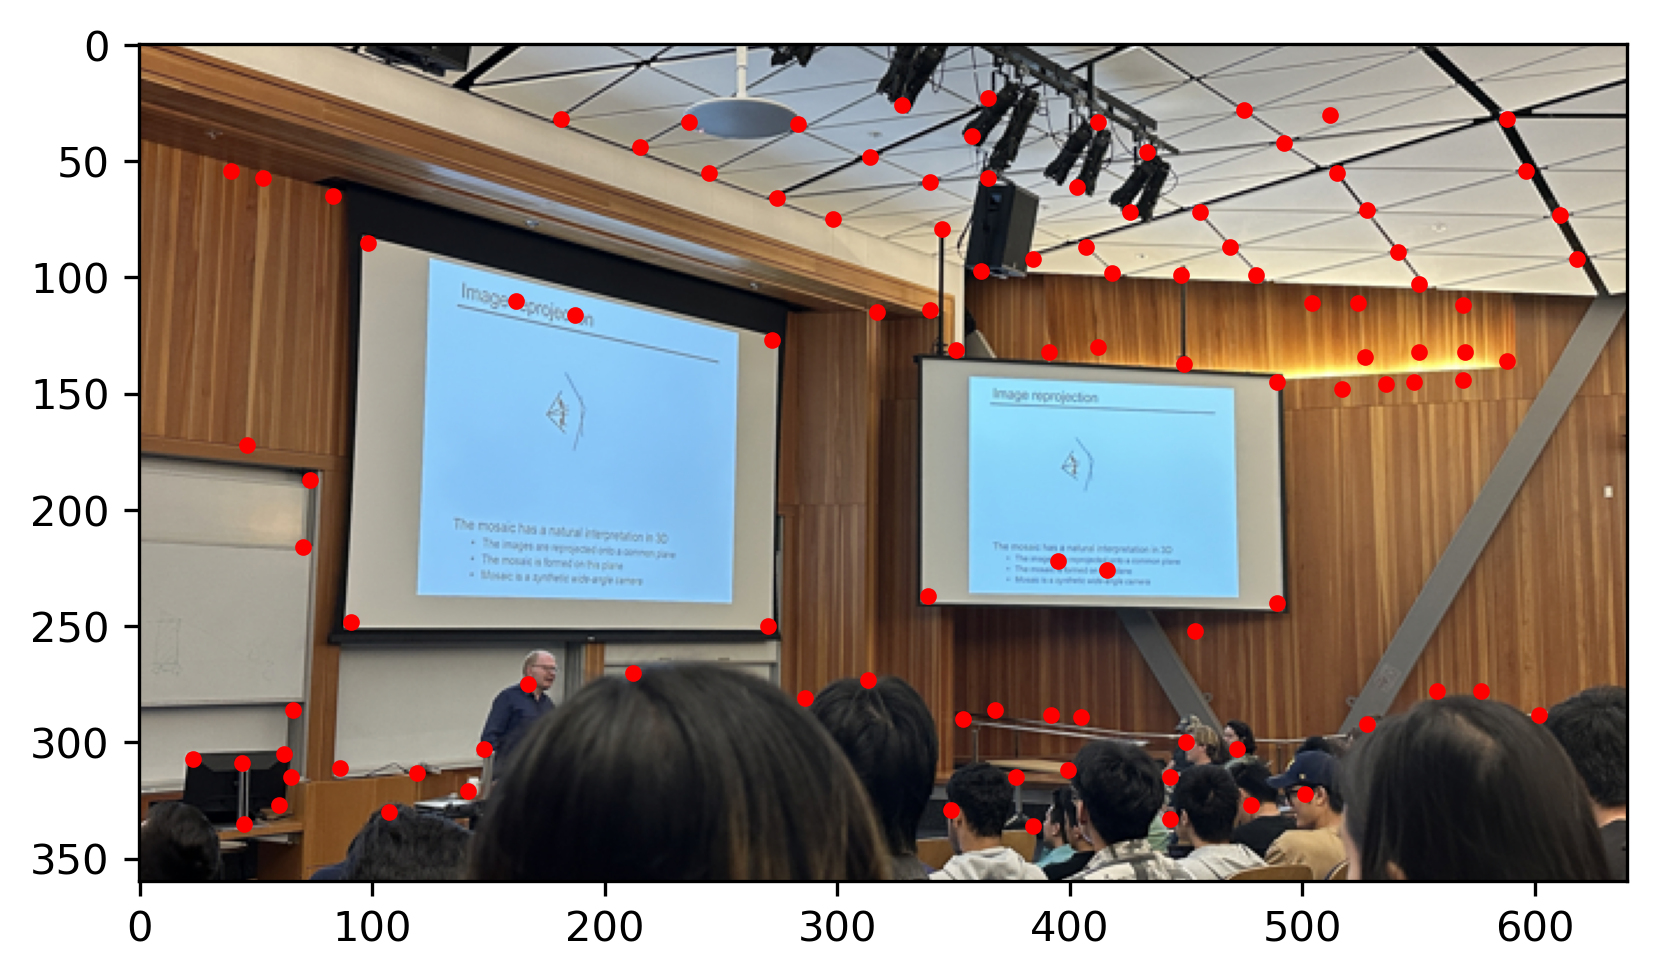 0
50
100
150
200
250
300
350
0
100
200
300
400
500
600
Image reprojection
The mosaic has a natural interpretation in 3D
• The images are reprojected onto a common plane
• The mosaic is formed on this plane
• Mosaic is a synthetic wide-angle camera
Image reprojection
The mosaic has a natural interpretation in 3D
• The images reprojected onto a common plane
• The mosaic is formed on plane
• Mosaic is a synthetic wide-angle camera